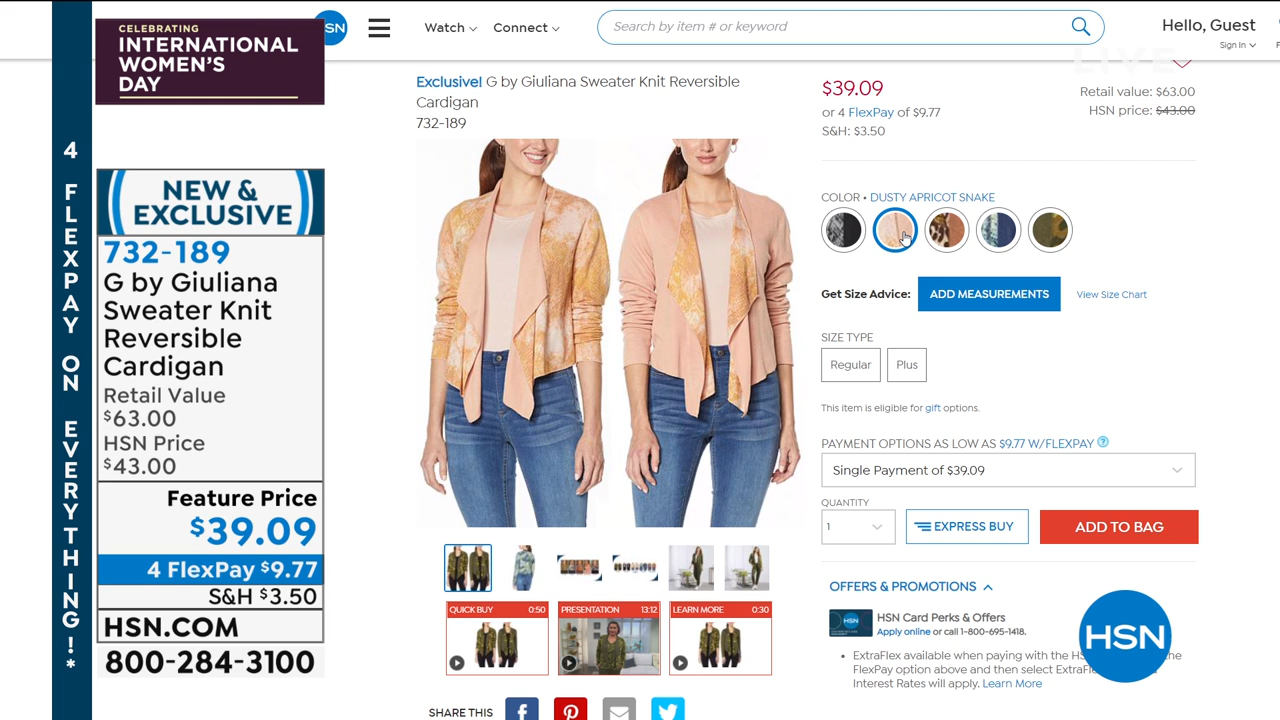 CELEBRATING
INTERNATIONAL
WOMEN'S
DAY
4 FLEXPAY ON EVERYTHING!*
NEW &
EXCLUSIVE
732-189
G by Giuliana
Sweater Knit
Reversible
Cardigan
Retail Value
$63.00
HSN Price
$43.00
Feature Price
$39.09
4 FlexPay $9.77
S&H $3.50
HSN.COM
800-284-3100
SN
Watch
Connect
Search by item # or keyword
Hello, Guest
Sign In
LIVE
Exclusive! G by Giuliana Sweater Knit Reversible
Cardigan
732-189
$39.09
or 4 FlexPay of $9.77
S&H: $3.50
Retail value: $63.00
HSN price: $43.00
COLOR • DUSTY APRICOT SNAKE
Get Size Advice:
ADD MEASUREMENTS
View Size Chart
SIZE TYPE
Regular
Plus
This item is eligible for gift options.
PAYMENT OPTIONS AS LOW AS $9.77 W/FLEXPAY ?
Single Payment of $39.09
QUANTITY
1
EXPRESS BUY
ADD TO BAG
QUICK BUY 0:50
PRESENTATION 13:12
LEARN MORE 0:30
OFFERS & PROMOTIONS
HSN Card Perks & Offers
Apply online or call 1-800-695-1418.
• ExtraFlex available when paying with the HS the
FlexPay option above and then select ExtraFl
Interest Rates will apply. Learn More
HSN
SHARE THIS